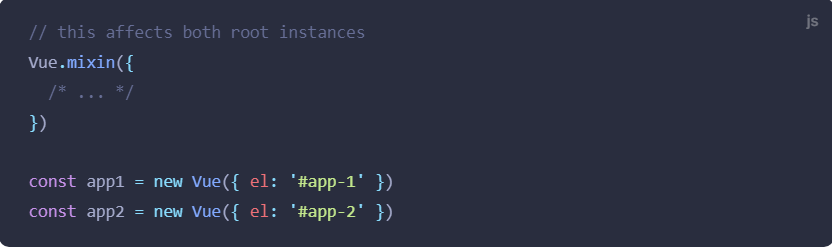 js
// this affects both root instances
Vue.mixin({
  /* ... */
})

const app1 = new Vue({ el: '#app-1' })
const app2 = new Vue({ el: '#app-2' })